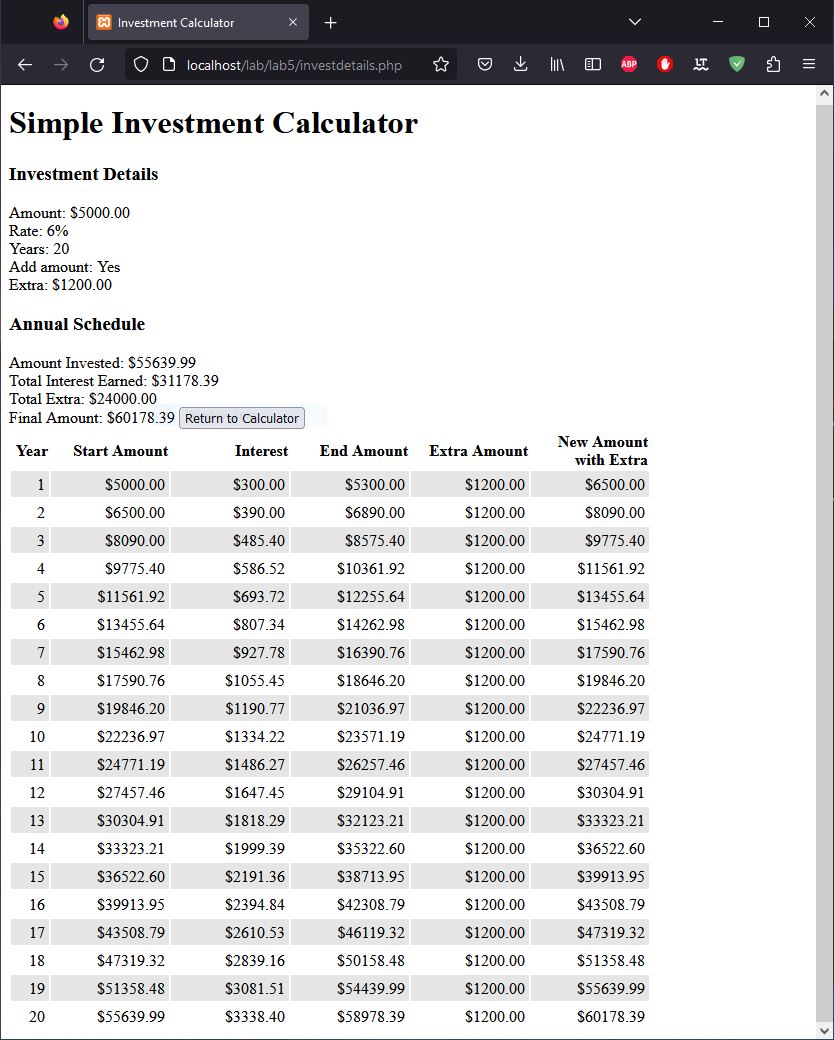 Investment Calculator
localhost/lab/lab5/investdetails.php
ABP
Simple Investment Calculator
Investment Details
Amount: $5000.00
Rate: 6%
Years: 20
Add amount: Yes
Extra: $1200.00
Annual Schedule
Amount Invested: $55639.99
Total Interest Earned: $31178.39
Total Extra: $24000.00
Final Amount: $60178.39 Return to Calculator
Year Start Amount Interest End Amount Extra Amount New Amount with Extra
1 $5000.00 $300.00 $5300.00 $1200.00 $6500.00
2 $6500.00 $390.00 $6890.00 $1200.00 $8090.00
3 $8090.00 $485.40 $8575.40 $1200.00 $9775.40
4 $9775.40 $586.52 $10361.92 $1200.00 $11561.92
5 $11561.92 $693.72 $12255.64 $1200.00 $13455.64
6 $13455.64 $807.34 $14262.98 $1200.00 $15462.98
7 $15462.98 $927.78 $16390.76 $1200.00 $17590.76
8 $17590.76 $1055.45 $18646.20 $1200.00 $19846.20
9 $19846.20 $1190.77 $21036.97 $1200.00 $22236.97
10 $22236.97 $1334.22 $23571.19 $1200.00 $24771.19
11 $24771.19 $1486.27 $26257.46 $1200.00 $27457.46
12 $27457.46 $1647.45 $29104.91 $1200.00 $30304.91
13 $30304.91 $1818.29 $32123.21 $1200.00 $33323.21
14 $33323.21 $1999.39 $35322.60 $1200.00 $36522.60
15 $36522.60 $2191.36 $38713.95 $1200.00 $39913.95
16 $39913.95 $2394.84 $42308.79 $1200.00 $43508.79
17 $43508.79 $2610.53 $46119.32 $1200.00 $47319.32
18 $47319.32 $2839.16 $50158.48 $1200.00 $51358.48
19 $51358.48 $3081.51 $54439.99 $1200.00 $55639.99
20 $55639.99 $3338.40 $58978.39 $1200.00 $60178.39